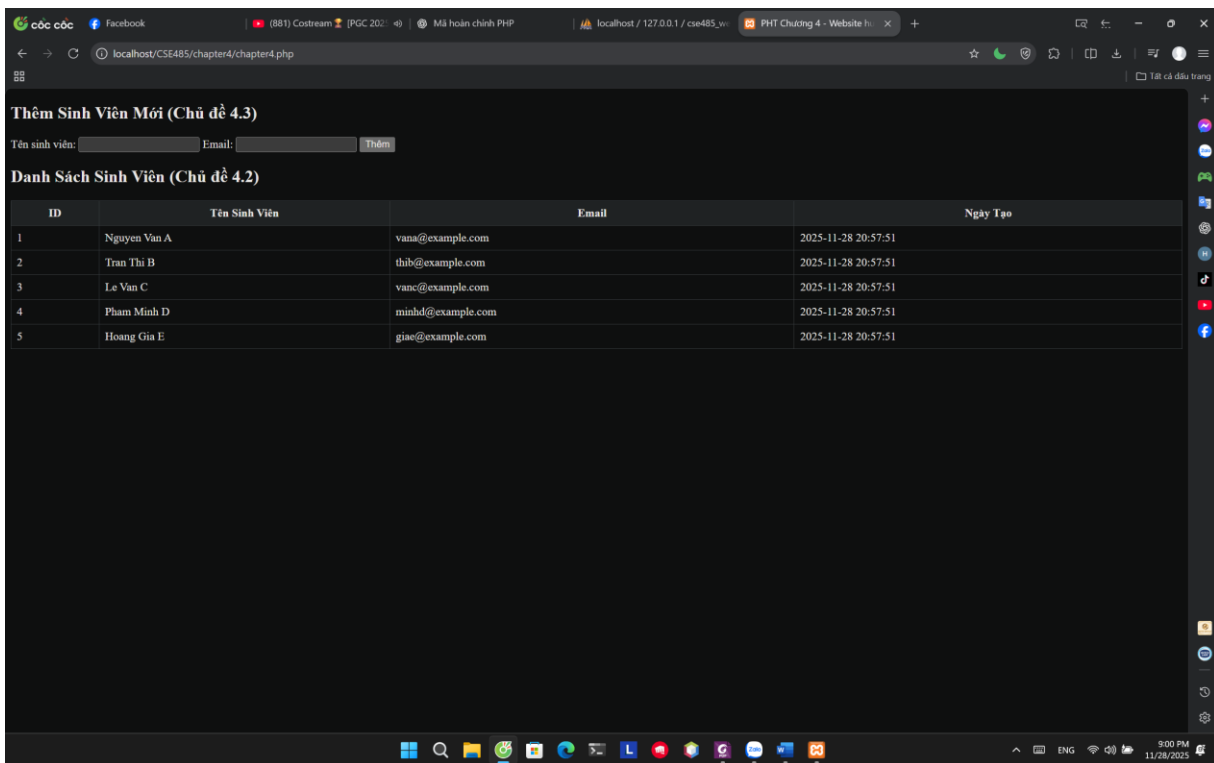 cốc cốc Facebook (881) Costream [PGC 202 Mã hoàn chỉnh PHP localhost / 127.0.0.1 / cse485_w PHT Chương 4 - Website h
localhost/CSE485/chapter4/chapter4.php
Tất cả dấu trang
Thêm Sinh Viên Mới (Chủ đề 4.3)
Tên sinh viên: Email: Thêm
Danh Sách Sinh Viên (Chủ đề 4.2)
ID Tên Sinh Viên Email Ngày Tạo
1 Nguyen Van A vana@example.com 2025-11-28 20:57:51
2 Tran Thi B thib@example.com 2025-11-28 20:57:51
3 Le Van C vanc@example.com 2025-11-28 20:57:51
4 Pham Minh D minhd@example.com 2025-11-28 20:57:51
5 Hoang Gia E giae@example.com 2025-11-28 20:57:51
ENG 9:00 PM
11/28/2025